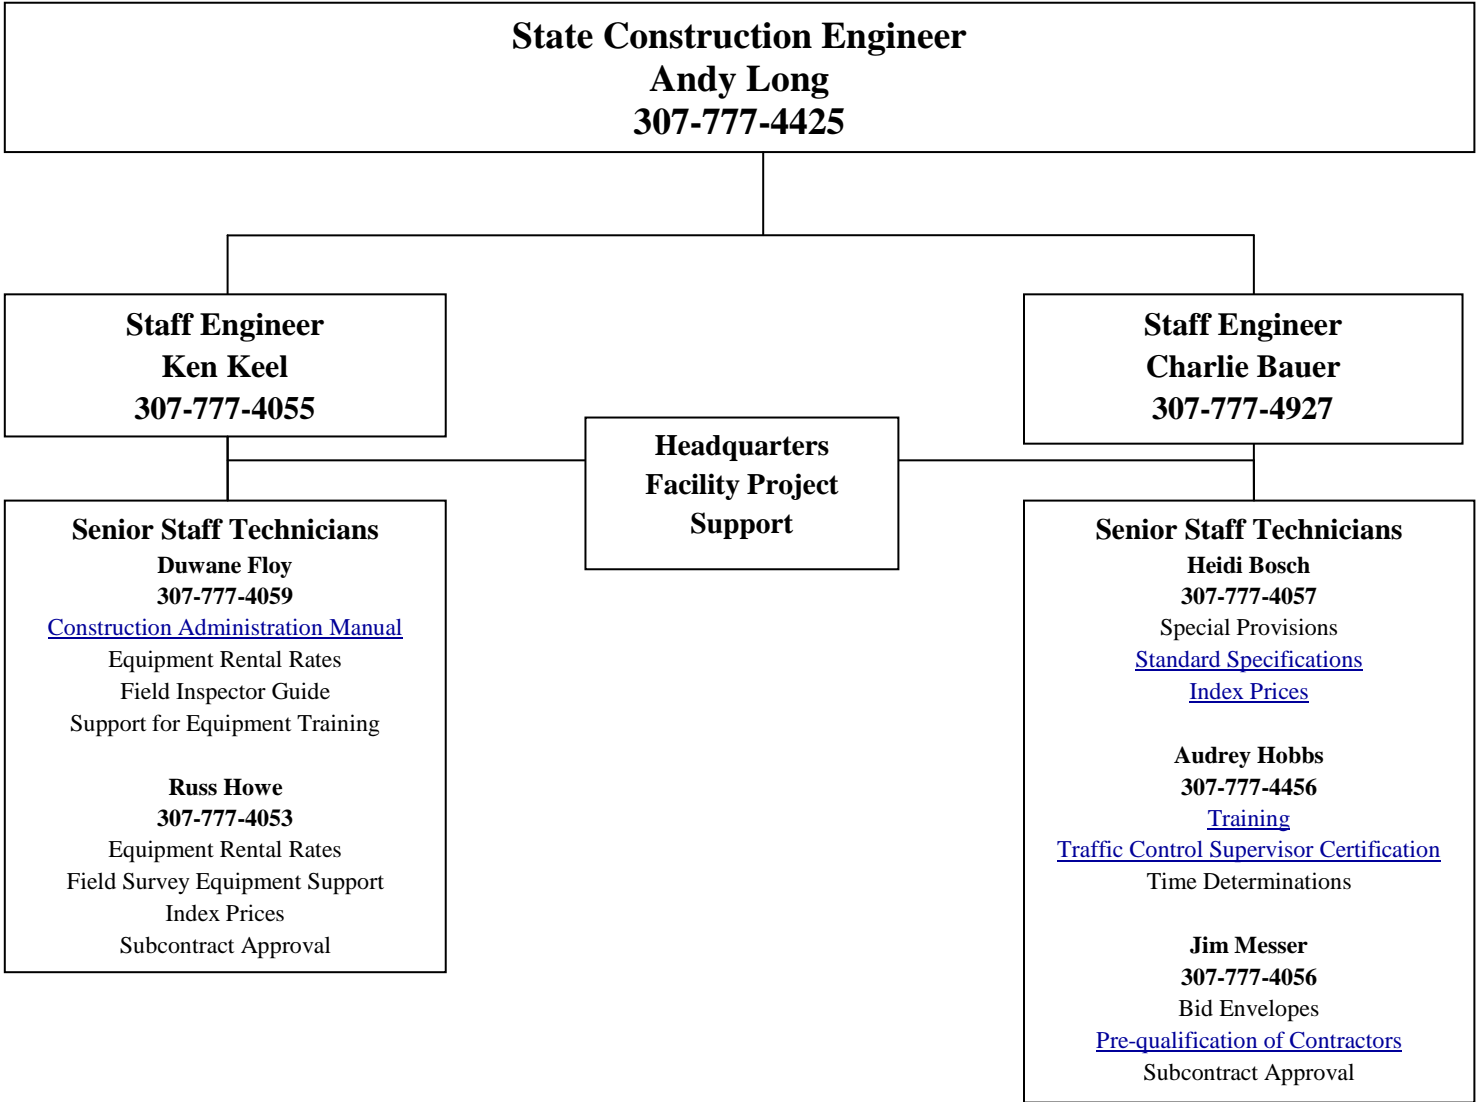 State Construction Engineer
Andy Long
307-777-4425
Staff Engineer
Ken Keel
307-777-4055
Staff Engineer
Charlie Bauer
307-777-4927
Headquarters
Facility Project
Support
Senior Staff Technicians
Duwane Floy
307-777-4059
Construction Administration Manual
Equipment Rental Rates
Field Inspector Guide
Support for Equipment Training
Russ Howe
307-777-4053
Equipment Rental Rates
Field Survey Equipment Support
Index Prices
Subcontract Approval
Senior Staff Technicians
Heidi Bosch
307-777-4057
Special Provisions
Standard Specifications
Index Prices
Audrey Hobbs
307-777-4456
Training
Traffic Control Supervisor Certification
Time Determinations
Jim Messer
307-777-4056
Bid Envelopes
Pre-qualification of Contractors
Subcontract Approval